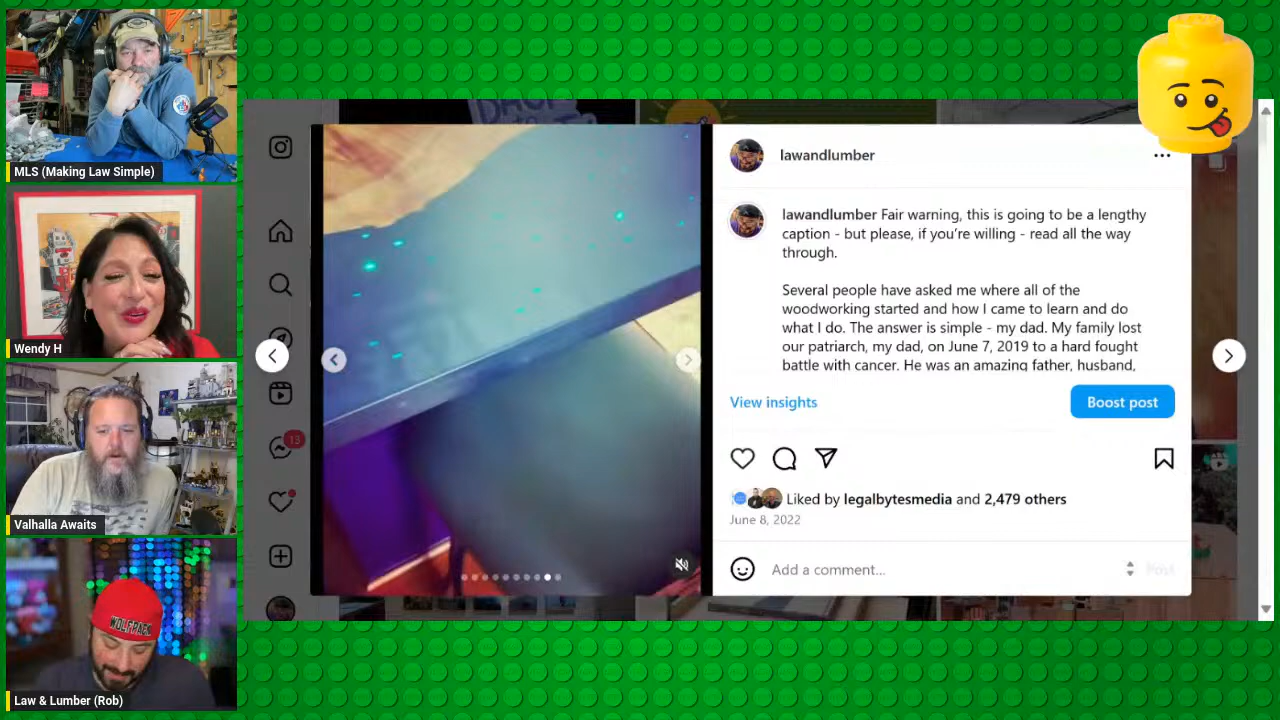 MLS (Making Law Simple)
Wendy H
Valhalla Awaits
WOLFPACK
Law & Lumber (Rob)
13
lawandlumber
lawandlumber Fair warning, this is going to be a lengthy
caption - but please, if you're willing - read all the way
through.
Several people have asked me where all of the
woodworking started and how I came to learn and do
what I do. The answer is simple - my dad. My family lost
our patriarch, my dad, on June 7, 2019 to a hard fought
battle with cancer. He was an amazing father, husband,
View insights
Boost post
Liked by legalbytesmedia and 2,479 others
June 8, 2022
Add a comment...
Post